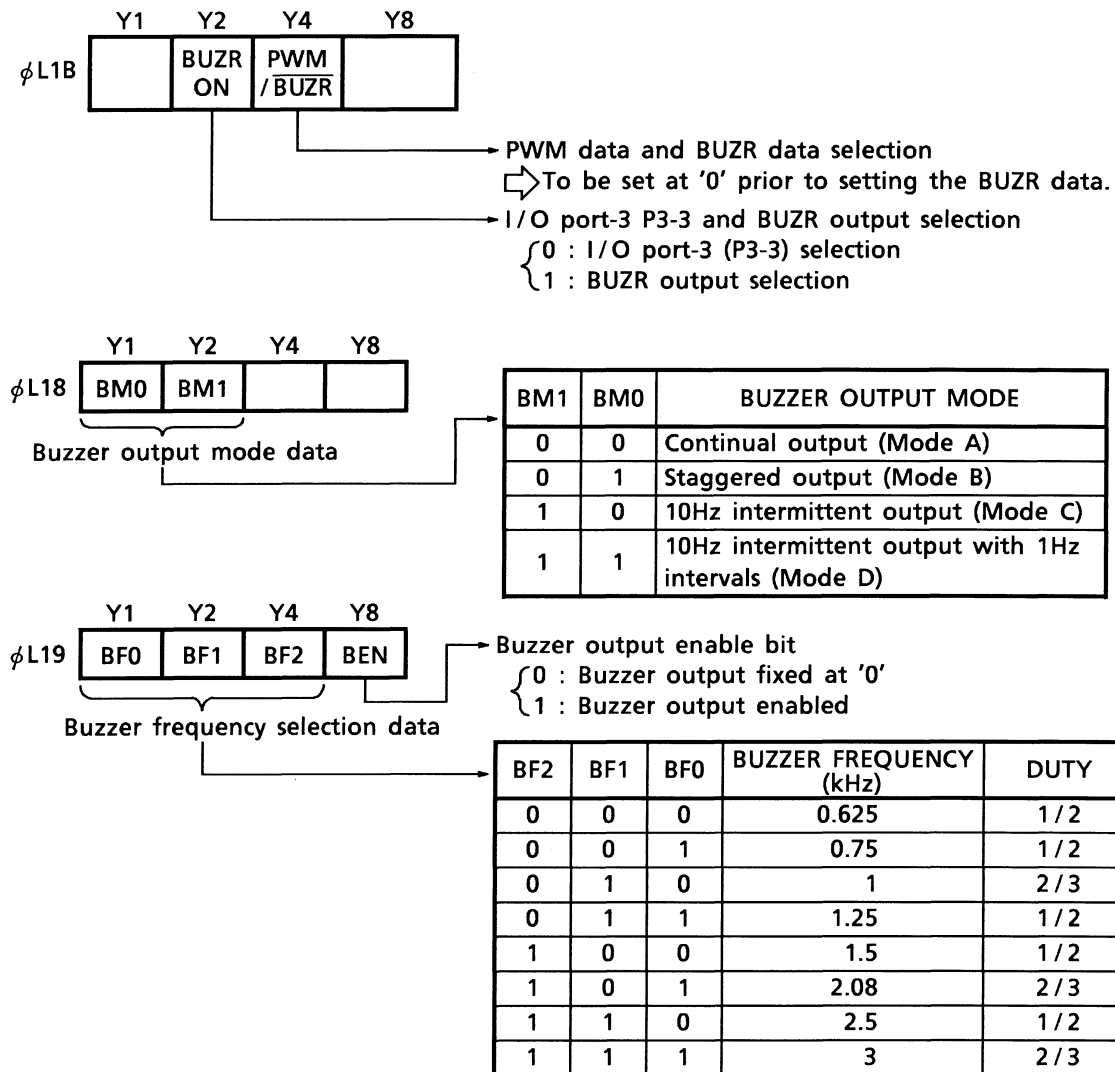 Y1 Y2 Y4 Y8
φL1B BUZR ON PWM / BUZR
PWM data and BUZR data selection
To be set at '0' prior to setting the BUZR data.
I/O port-3 P3-3 and BUZR output selection
0 : I/O port-3 (P3-3) selection
1 : BUZR output selection
Y1 Y2 Y4 Y8
φL18 BM0 BM1
Buzzer output mode data
BM1 BM0 BUZZER OUTPUT MODE
0 0 Continual output (Mode A)
0 1 Staggered output (Mode B)
1 0 10Hz intermittent output (Mode C)
1 1 10Hz intermittent output with 1Hz
intervals (Mode D)
Y1 Y2 Y4 Y8
φL19 BF0 BF1 BF2 BEN
Buzzer output enable bit
0 : Buzzer output fixed at '0'
1 : Buzzer output enabled
Buzzer frequency selection data
BF2 BF1 BF0 BUZZER FREQUENCY (kHz) DUTY
0 0 0 0.625 1/2
0 0 1 0.75 1/2
0 1 0 1 2/3
0 1 1 1.25 1/2
1 0 0 1.5 1/2
1 0 1 2.08 2/3
1 1 0 2.5 1/2
1 1 1 3 2/3